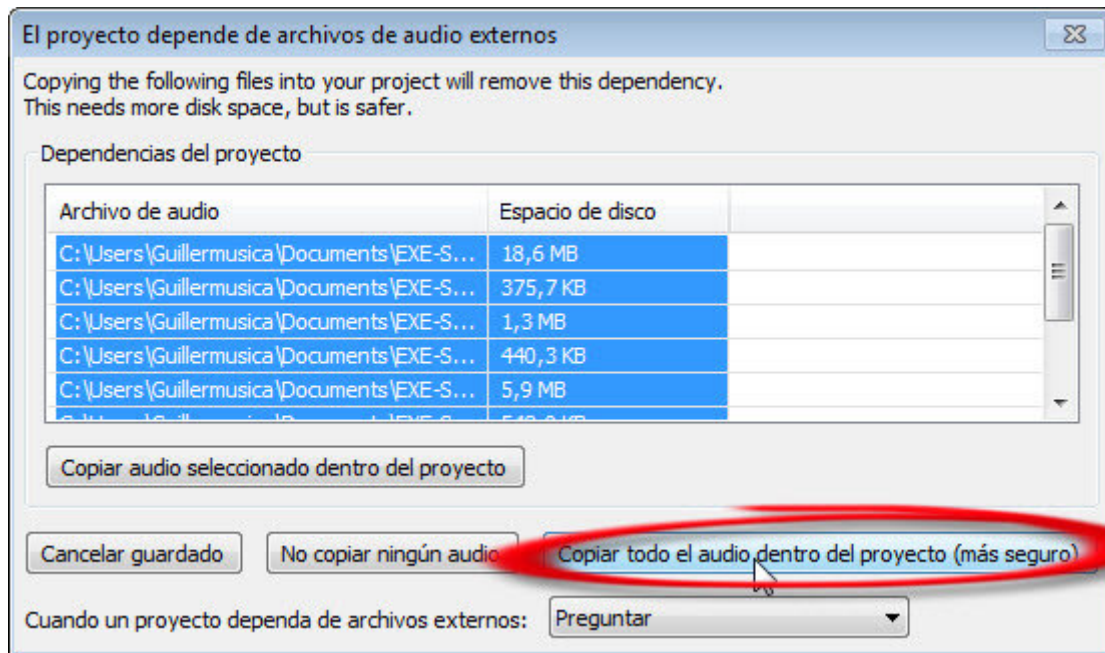 El proyecto depende de archivos de audio externos
Copying the following files into your project will remove this dependency.
This needs more disk space, but is safer.
Dependencias del proyecto
Archivo de audio Espacio de disco
C:\Users\Guillermusica\Documents\EXE-S... 18,6 MB
C:\Users\Guillermusica\Documents\EXE-S... 375,7 KB
C:\Users\Guillermusica\Documents\EXE-S... 1,3 MB
C:\Users\Guillermusica\Documents\EXE-S... 440,3 KB
C:\Users\Guillermusica\Documents\EXE-S... 5,9 MB
Copiar audio seleccionado dentro del proyecto
Cancelar guardado No copiar ningún audio Copiar todo el audio dentro del proyecto (más seguro)
Cuando un proyecto dependa de archivos externos: Preguntar